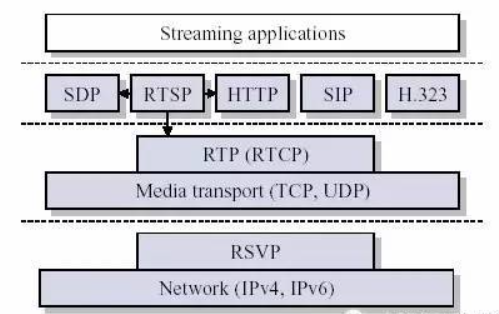 Streaming applications
SDP RTSP HTTP SIP H.323
RTP (RTCP)
Media transport (TCP, UDP)
RSVP
Network (IPv4, IPv6)